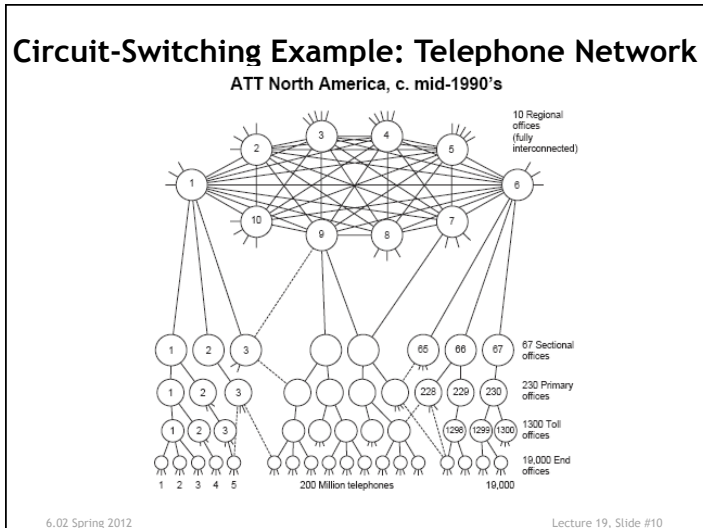 Circuit-Switching Example: Telephone Network
ATT North America, c. mid-1990's
10 Regional
offices
(fully
interconnected)
3 4
2 5
1 6
10 7
9 8
1 2 3 65 66 67
67 Sectional
offices
1 2 3 228 229 230
230 Primary
offices
1 2 3 1298 1299 1300
1300 Toll
offices
19,000 End
offices
1 2 3 4 5 200 Million telephones 19,000
6.02 Spring 2012 Lecture 19, Slide #10